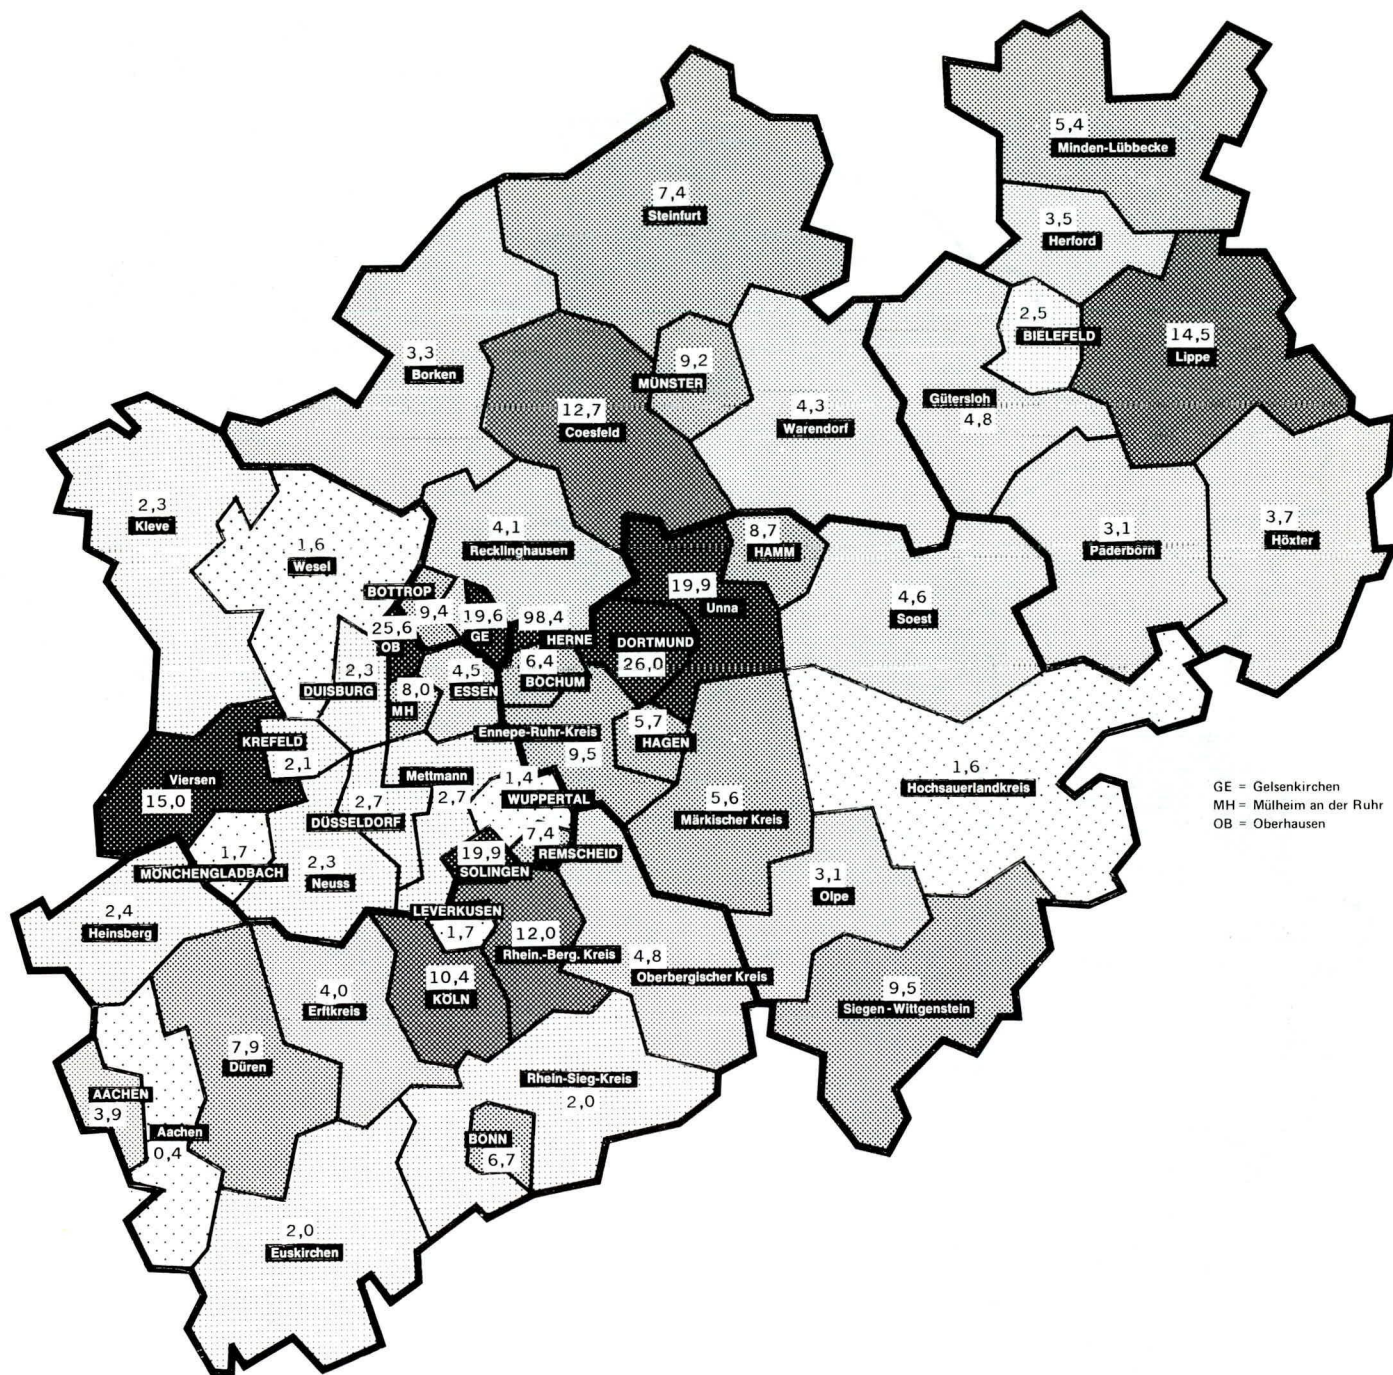 5,4
Minden-Lübbecke
7,4
Steinfurt
3,5
Herford
2,5
BIELEFELD
14,5
Lippe
3,3
Borken
9,2
MÜNSTER
12,7
Coesfeld
4,3
Warendorf
Gütersloh
4,8
2,3
Kleve
1,6
Wesel
4,1
Recklinghausen
8,7
HAMM
3,1
Paderborn
3,7
Höxter
19,9
Unna
4,6
Soest
BOTTROP
9,4
19,6
GE
98,4
HERNE
25,6
OB
DORTMUND
26,0
2,3
DUISBURG
8,0
MH
4,5
ESSEN
6,4
BOCHUM
5,7
HAGEN
Ennepe-Ruhr-Kreis
9,5
KREFELD
2,1
Viersen
15,0
Mettmann
2,7
1,4
WUPPERTAL
2,7
DÜSSELDORF
5,6
Märkischer Kreis
1,6
Hochsauerlandkreis
GE = Gelsenkirchen
MH = Mülheim an der Ruhr
OB = Oberhausen
1,7
MÖNCHENGLADBACH
2,3
Neuss
19,9
SOLINGEN
7,4
REMSCHEID
3,1
Olpe
2,4
Heinsberg
LEVERKUSEN
1,7
12,0
Rhein.-Berg. Kreis
4,8
Oberbergischer Kreis
4,0
Erftkreis
10,4
KÖLN
9,5
Siegen-Wittgenstein
7,9
Düren
AACHEN
3,9
Aachen
0,4
Rhein-Sieg-Kreis
2,0
BONN
6,7
2,0
Euskirchen